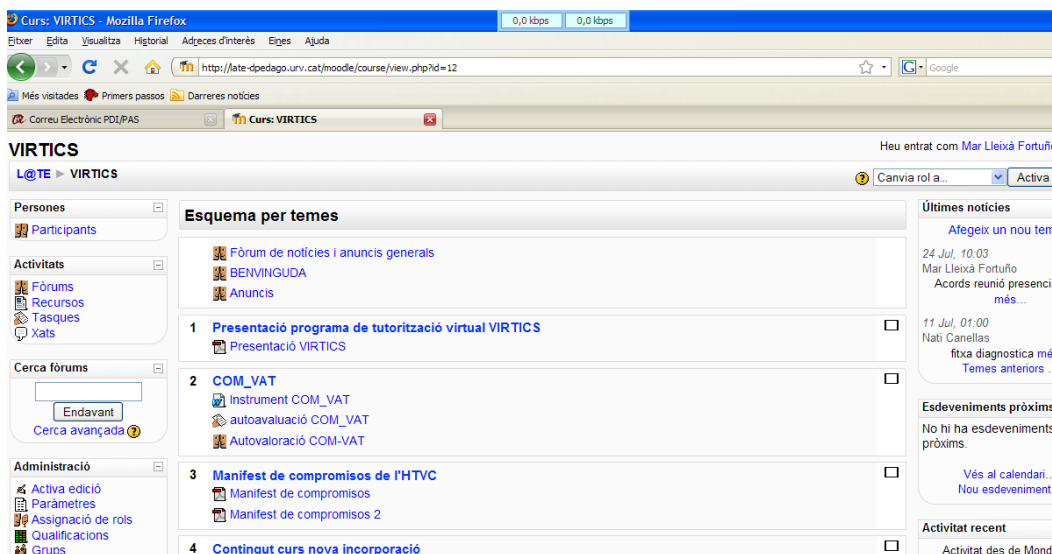 Curs: VIRTICS - Mozilla Firefox
0,0 kbps 0,0 kbps
Fitxer Edita Visualitza Historial Adreces d'interès Eines Ajuda
http://late-dpedago.urv.cat/moodle/course/view.php?id=12
Google
Més visitades Primers passos Darreres notícies
Correu Electrònic PDI/PAS
Curs: VIRTICS
VIRTICS
Heu entrat com Mar Lleixà Fortuño
L@TE ► VIRTICS
Canvia rol a...
Activa
Persones
Participants
Activitats
Fòrums
Recursos
Tasques
Xats
Cerca fòrums
Endavant
Cerca avançada
Administració
Activa edició
Paràmetres
Assignació de rols
Qualificacions
Grups
Esquema per temes
Fòrum de notícies i anuncis generals
BENVINGUDA
Anuncis
1 Presentació programa de tutorització virtual VIRTICS
Presentació VIRTICS
2 COM_VAT
Instrument COM_VAT
autoavaluació COM_VAT
Autovaloració COM-VAT
3 Manifest de compromisos de l'HTVC
Manifest de compromisos
Manifest de compromisos 2
4 Contingut curs nova incorporació
Últimes notícies
Afegeix un nou tem
24 Jul, 10:03
Mar Lleixà Fortuño
Acords reunió presenci
més...
11 Jul, 01:00
Nati Canellas
fitxa diagnostica mé
Temes anteriors ..
Esdeveniments pròxims
No hi ha esdeveniments
pròxims.
Vés al calendari...
Nou esdeveniment
Activitat recent
Activitat des de Mond